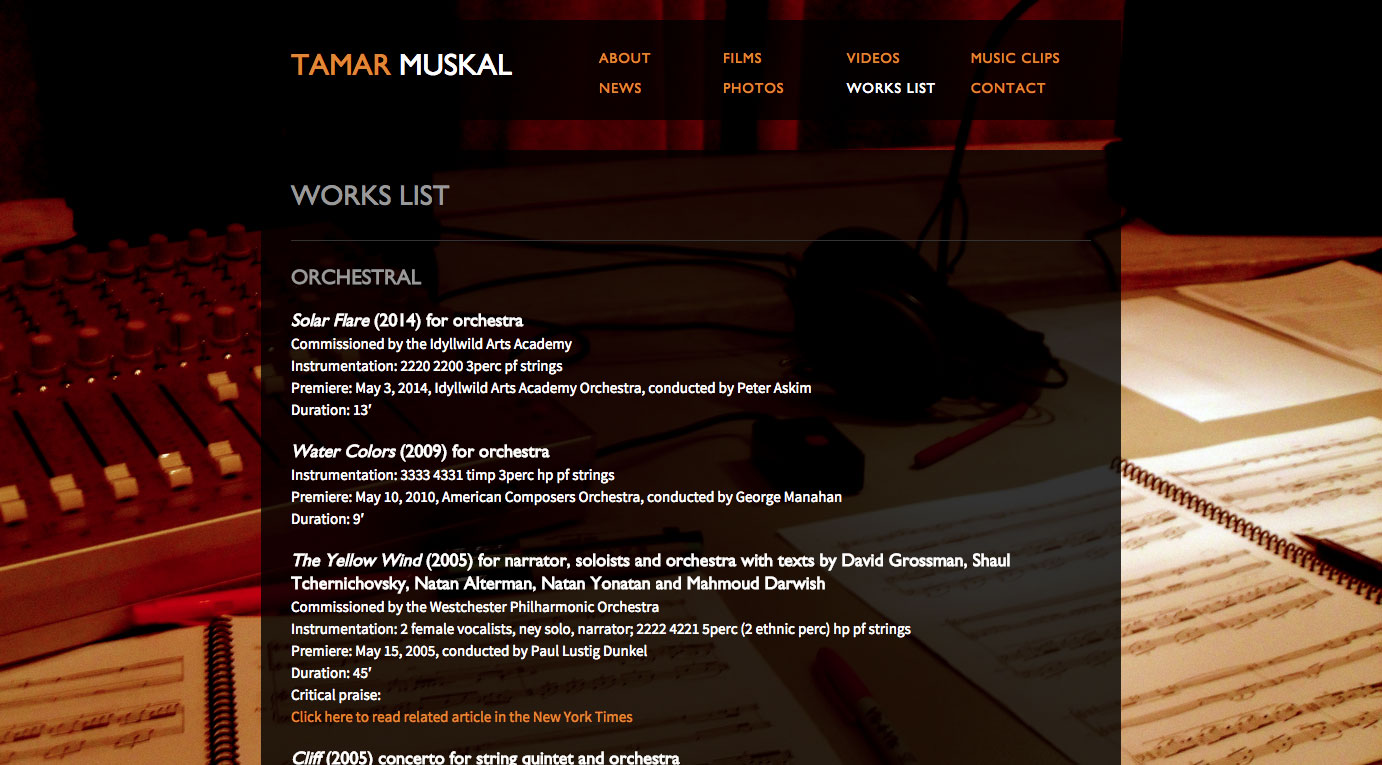 TAMAR MUSKAL
ABOUT FILMS VIDEOS MUSIC CLIPS
NEWS PHOTOS WORKS LIST CONTACT
WORKS LIST
ORCHESTRAL
Solar Flare (2014) for orchestra
Commissioned by the Idyllwild Arts Academy
Instrumentation: 2220 2200 3perc pf strings
Premiere: May 3, 2014, Idyllwild Arts Academy Orchestra, conducted by Peter Askim
Duration: 13′
Water Colors (2009) for orchestra
Instrumentation: 3333 4331 timp 3perc hp pf strings
Premiere: May 10, 2010, American Composers Orchestra, conducted by George Manahan
Duration: 9′
The Yellow Wind (2005) for narrator, soloists and orchestra with texts by David Grossman, Shaul
Tchernichovsky, Natan Alterman, Natan Yonatan and Mahmoud Darwish
Commissioned by the Westchester Philharmonic Orchestra
Instrumentation: 2 female vocalists, ney solo, narrator; 2222 4221 5perc (2 ethnic perc) hp pf strings
Premiere: May 15, 2005, conducted by Paul Lustig Dunkel
Duration: 45′
Critical praise:
Click here to read related article in the New York Times
Cliff (2005) concerto for string quintet and orchestra